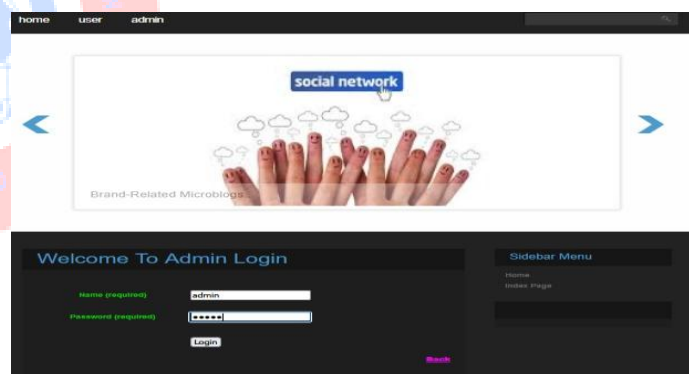 home user admin
social network
Brand-Related Microblogs...
Welcome To Admin Login
Name (required) admin
Password (required) •••••
Login
Back
Sidebar Menu
Home
Index Page